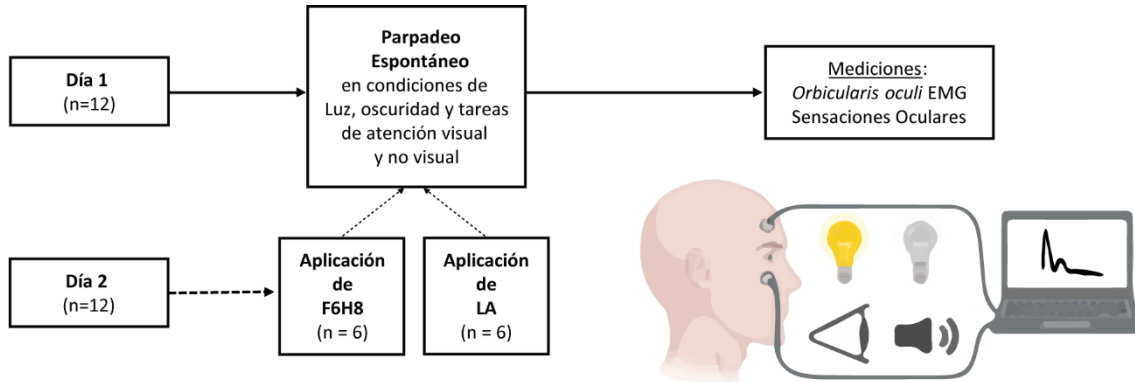 Día 1
(n=12)
Parpadeo
Espontáneo
en condiciones de
Luz, oscuridad y tareas
de atención visual
y no visual
Mediciones:
Orbicularis oculi EMG
Sensaciones Oculares
Día 2
(n=12)
Aplicación
de
F6H8
(n = 6)
Aplicación
de
LA
(n = 6)